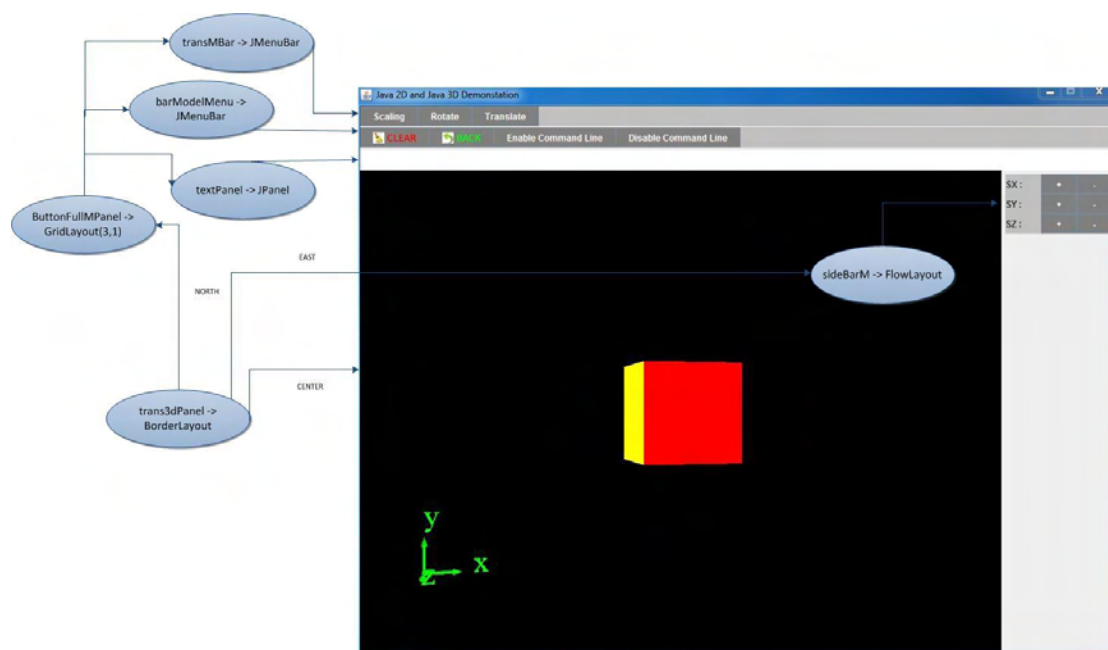 transMBar -> JMenuBar
barModelMenu ->
JMenuBar
textPanel -> JPanel
ButtonFullMPanel ->
GridLayout(3,1)
trans3dPanel ->
BorderLayout
NORTH
EAST
CENTER
Java 2D and Java 3D Demonstation
Scaling Rotate Translate
CLEAR BACK Enable Command Line Disable Command Line
SX : + -
SY : + -
SZ : + -
sideBarM -> FlowLayout
y
z x